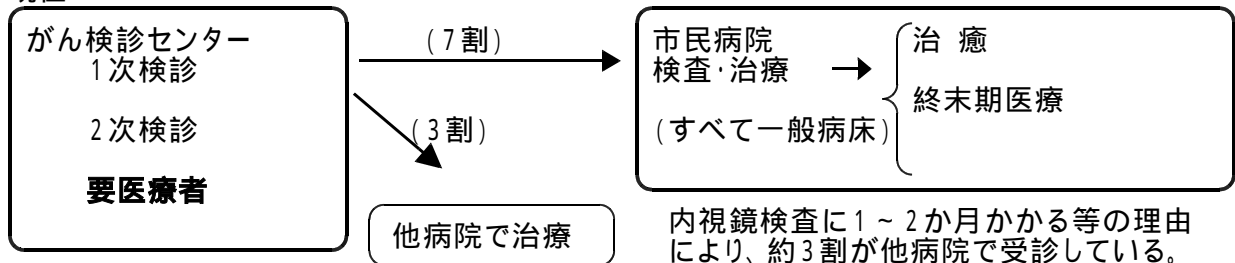 がん検診センター
1次検診
2次検診
要医療者
(7割)
(3割)
他病院で治療
市民病院
検査・治療
(すべて一般病床)
治 癒
終末期医療
内視鏡検査に1~2か月かかる等の理由
により、約3割が他病院で受診している。